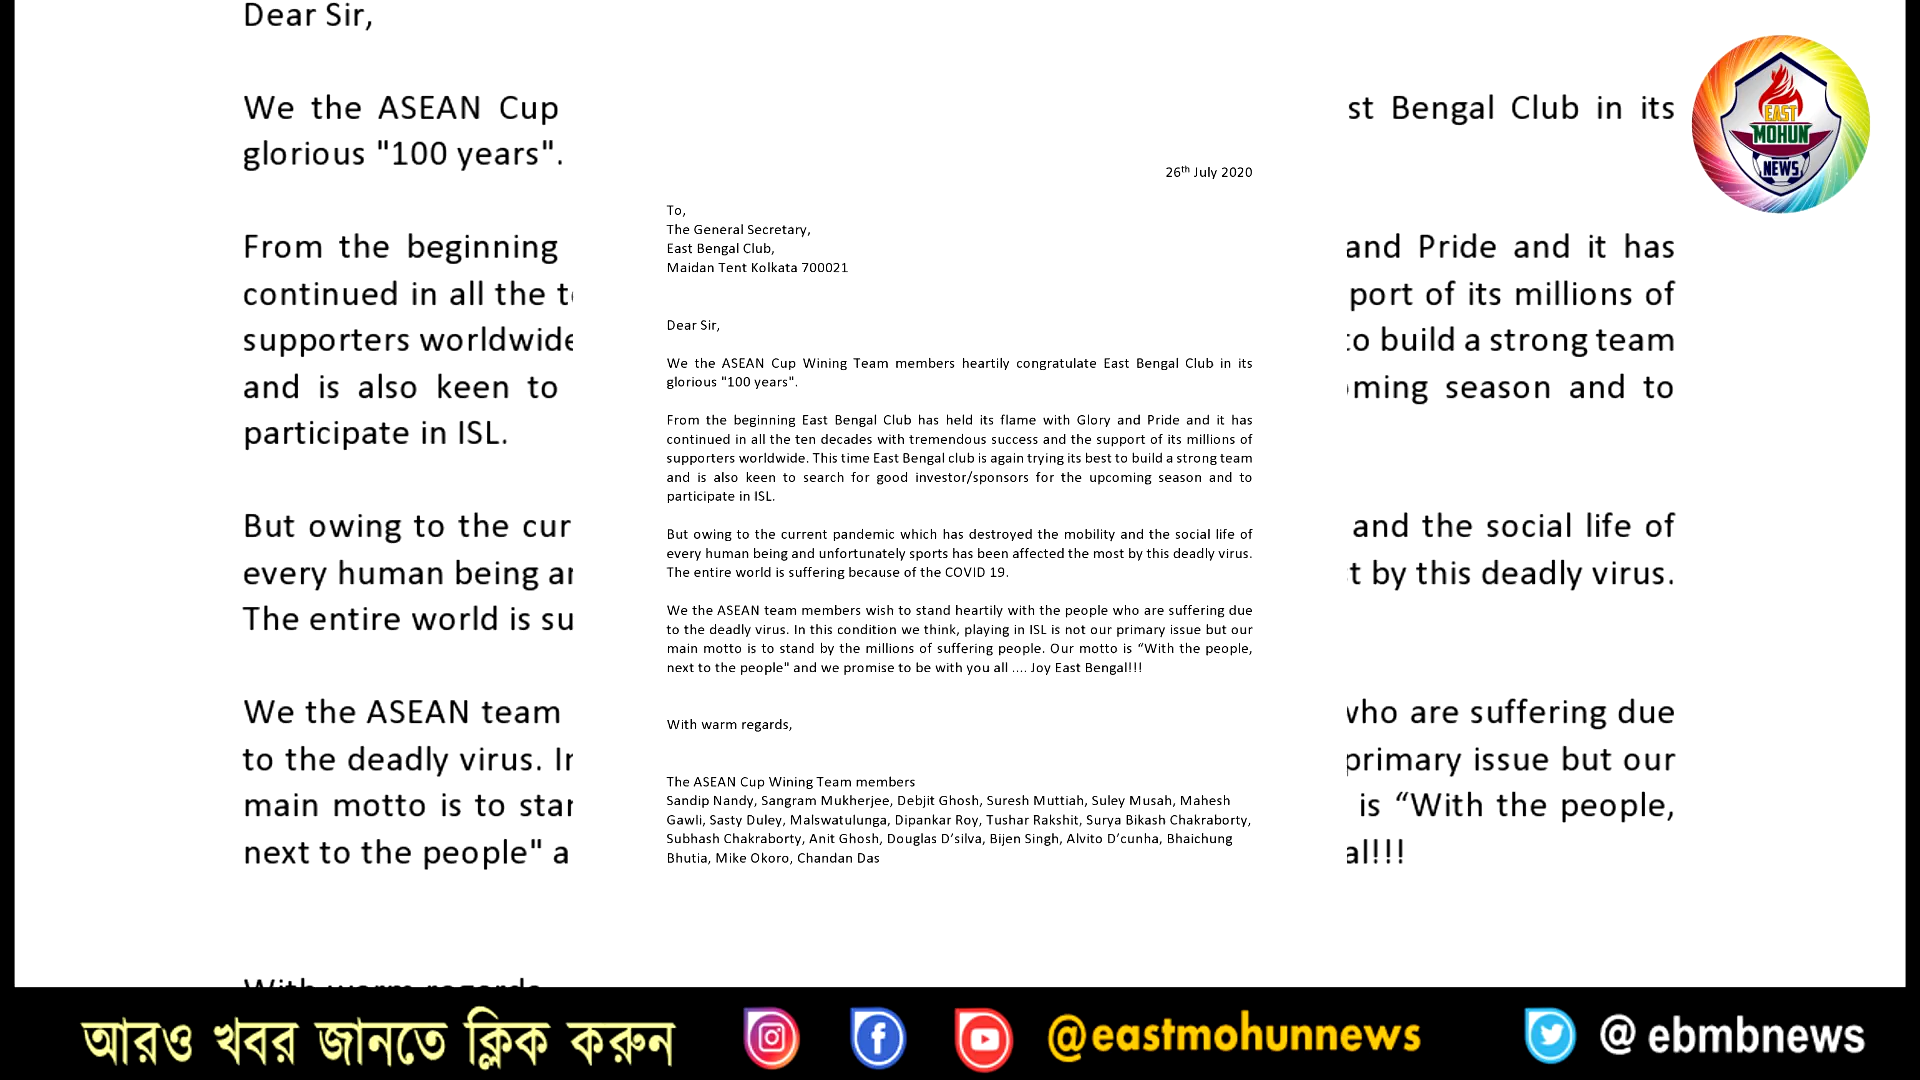 Dear Sir,
We the ASEAN Cup
st Bengal Club in its
glorious "100 years".
From the beginning
and Pride and it has
continued in all the
port of its millions of
supporters worldwide
to build a strong team
and is also keen to
ming season and to
participate in ISL.
But owing to the cur
and the social life of
every human being
t by this deadly virus.
The entire world is su
We the ASEAN team
who are suffering due
to the deadly virus.
primary issue but our
main motto is to
is “With the people,
next to the people" a
al!!!
With warm regards
EAST
MOHUN
NEWS
26th July 2020
To,
The General Secretary,
East Bengal Club,
Maidan Tent Kolkata 700021
Dear Sir,
We the ASEAN Cup Wining Team members heartily congratulate East Bengal Club in its
glorious "100 years".
From the beginning East Bengal Club has held its flame with Glory and Pride and it has
continued in all the ten decades with tremendous success and the support of its millions of
supporters worldwide. This time East Bengal club is again trying its best to build a strong team
and is also keen to search for good investor/sponsors for the upcoming season and to
participate in ISL.
But owing to the current pandemic which has destroyed the mobility and the social life of
every human being and unfortunately sports has been affected the most by this deadly virus.
The entire world is suffering because of the COVID 19.
We the ASEAN team members wish to stand heartily with the people who are suffering due
to the deadly virus. In this condition we think, playing in ISL is not our primary issue but our
main motto is to stand by the millions of suffering people. Our motto is “With the people,
next to the people" and we promise to be with you all .... Joy East Bengal!!!
With warm regards,
The ASEAN Cup Wining Team members
Sandip Nandy, Sangram Mukherjee, Debjit Ghosh, Suresh Muttiah, Suley Musah, Mahesh
Gawli, Sasty Duley, Malswatulunga, Dipankar Roy, Tushar Rakshit, Surya Bikash Chakraborty,
Subhash Chakraborty, Anit Ghosh, Douglas D’silva, Bijen Singh, Alvito D’cunha, Bhaichung
Bhutia, Mike Okoro, Chandan Das
আরও খবর জানতে ক্লিক করুন
@eastmohunnews
@ ebmbnews